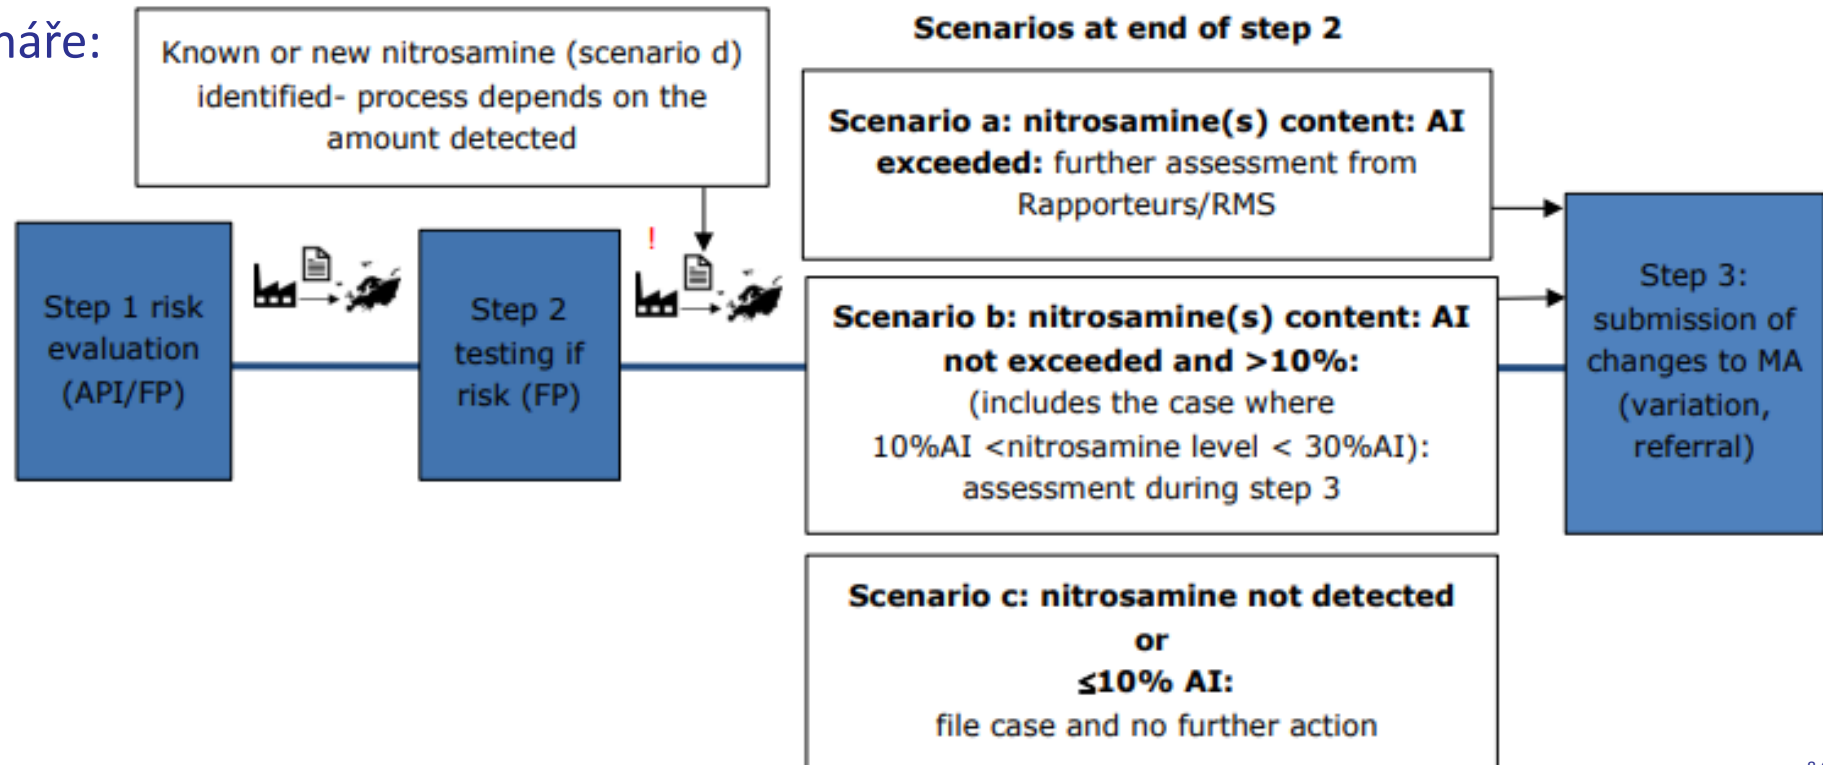 náře:
Known or new nitrosamine (scenario d)
identified- process depends on the
amount detected
Scenarios at end of step 2
Scenario a: nitrosamine(s) content: AI
exceeded: further assessment from
Rapporteurs/RMS
Step 1 risk
evaluation
(API/FP)
!
Step 2
testing if
risk (FP)
Scenario b: nitrosamine(s) content: AI
not exceeded and >10%:
(includes the case where
10%AI <nitrosamine level < 30%AI):
assessment during step 3
Step 3:
submission of
changes to MA
(variation,
referral)
Scenario c: nitrosamine not detected
or
≤10% AI:
file case and no further action